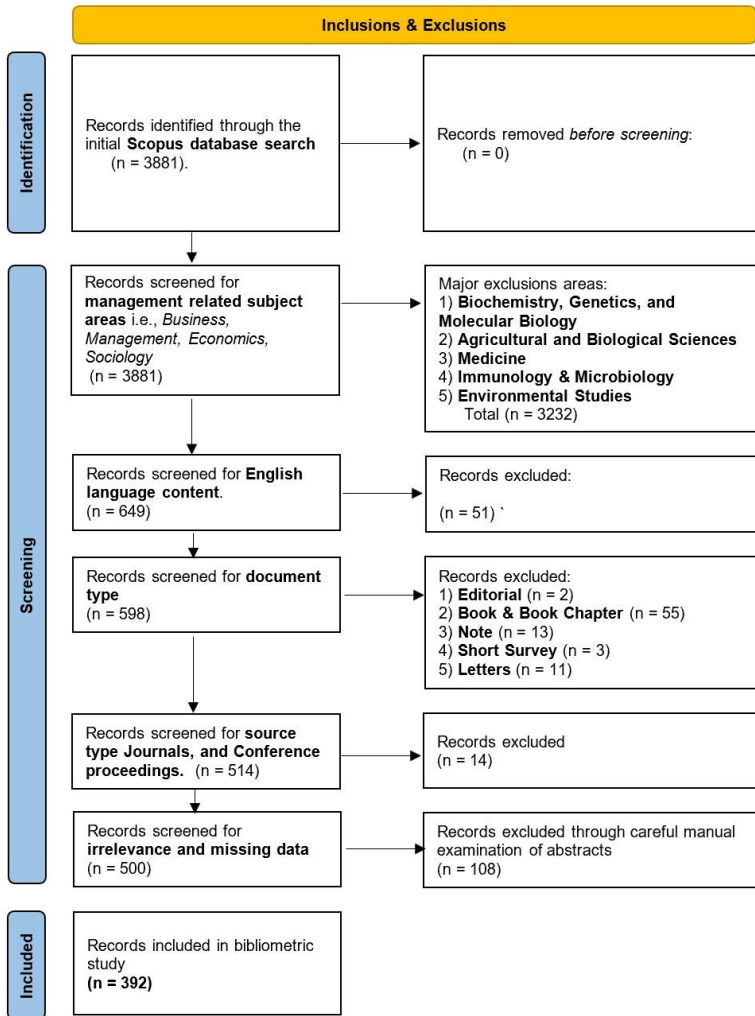 Inclusions & Exclusions
Identification
Records identified through the
initial Scopus database search
(n = 3881).
Records removed before screening:
(n = 0)
Screening
Records screened for
management related subject
areas i.e., Business,
Management, Economics,
Sociology
(n = 3881)
Major exclusions areas:
1) Biochemistry, Genetics, and
Molecular Biology
2) Agricultural and Biological Sciences
3) Medicine
4) Immunology & Microbiology
5) Environmental Studies
Total (n = 3232)
Records screened for English
language content.
(n = 649)
Records excluded:
(n = 51) `
Records screened for document
type
(n = 598)
Records excluded:
1) Editorial (n = 2)
2) Book & Book Chapter (n = 55)
3) Note (n = 13)
4) Short Survey (n = 3)
5) Letters (n = 11)
Records screened for source
type Journals, and Conference
proceedings. (n = 514)
Records excluded
(n = 14)
Records screened for
irrelevance and missing data
(n = 500)
Records excluded through careful manual
examination of abstracts
(n = 108)
Included
Records included in bibliometric
study
(n = 392)